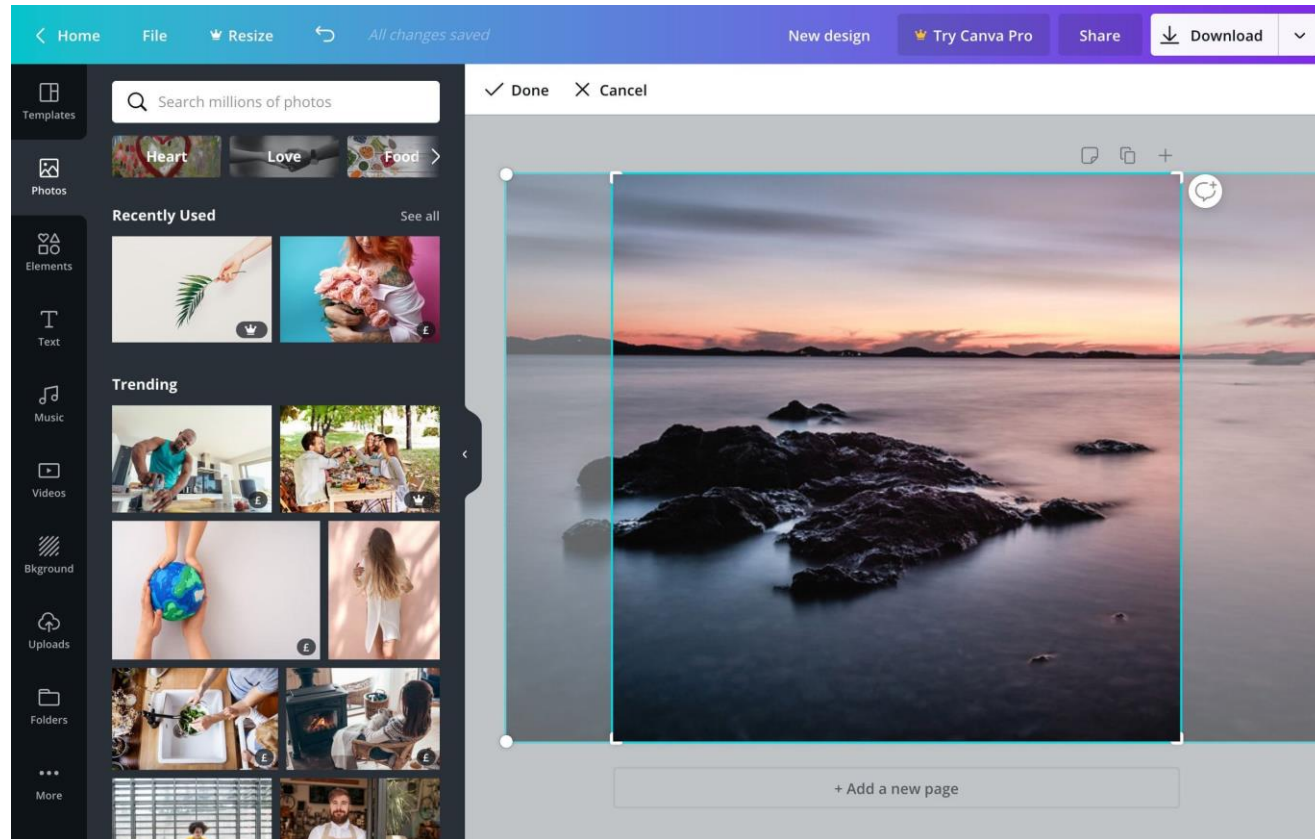 Home File Resize All changes saved New design Try Canva Pro Share Download
Templates
Photos
Elements
Text
Music
Videos
Bkground
Uploads
Folders
More
Search millions of photos
Heart Love Food
Recently Used See all
£
Trending
£
£
£ £
Done Cancel
+ Add a new page